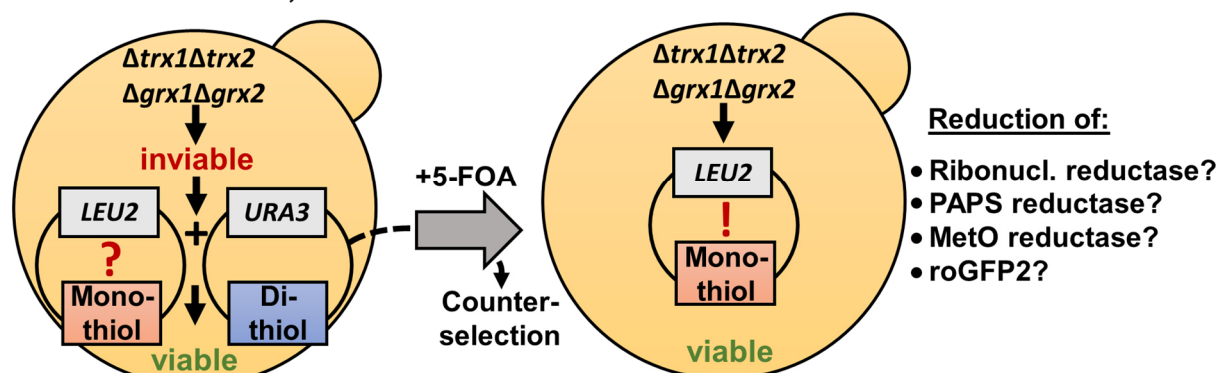 Δtrx1Δtrx2
Δgrx1Δgrx2
inviable
LEU2
URA3
+
?
Mono-
thiol
Di-
thiol
viable
+5-FOA
Counter-
selection
Δtrx1Δtrx2
Δgrx1Δgrx2
LEU2
!
Mono-
thiol
viable
Reduction of:
• Ribonucl. reductase?
• PAPS reductase?
• MetO reductase?
• roGFP2?